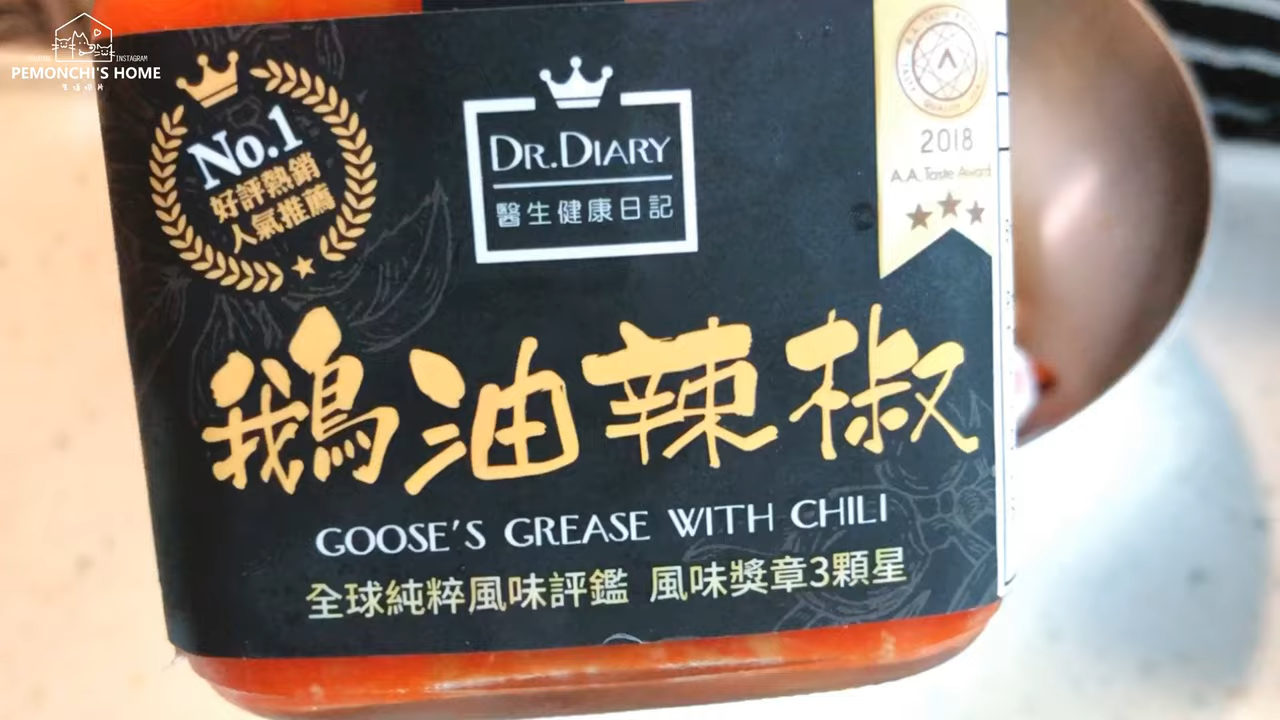 INSTAGRAM
PEMONCHI'S HOME
No.1
好評熱銷
人氣推薦
DR.DIARY
醫生健康日記
2018
A.A. Taste Award
鵝油辣椒
GOOSE'S GREASE WITH CHILI
全球純粹風味評鑑 風味獎章3顆星